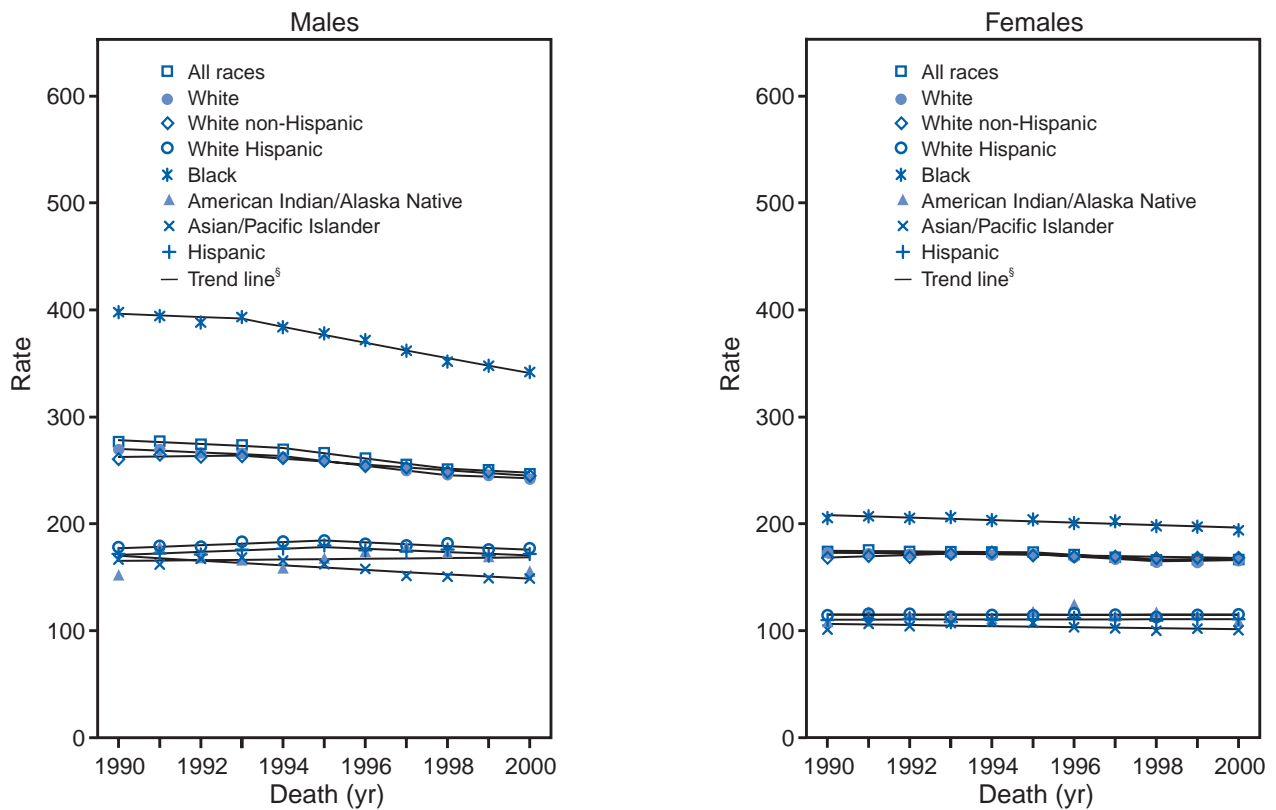 Males
Rate
600
500
400
300
200
100
0
All races
White
White non-Hispanic
White Hispanic
Black
American Indian/Alaska Native
Asian/Pacific Islander
Hispanic
Trend line§
1990 1992 1994 1996 1998 2000
Death (yr)
Females
Rate
600
500
400
300
200
100
0
All races
White
White non-Hispanic
White Hispanic
Black
American Indian/Alaska Native
Asian/Pacific Islander
Hispanic
Trend line§
1990 1992 1994 1996 1998 2000
Death (yr)